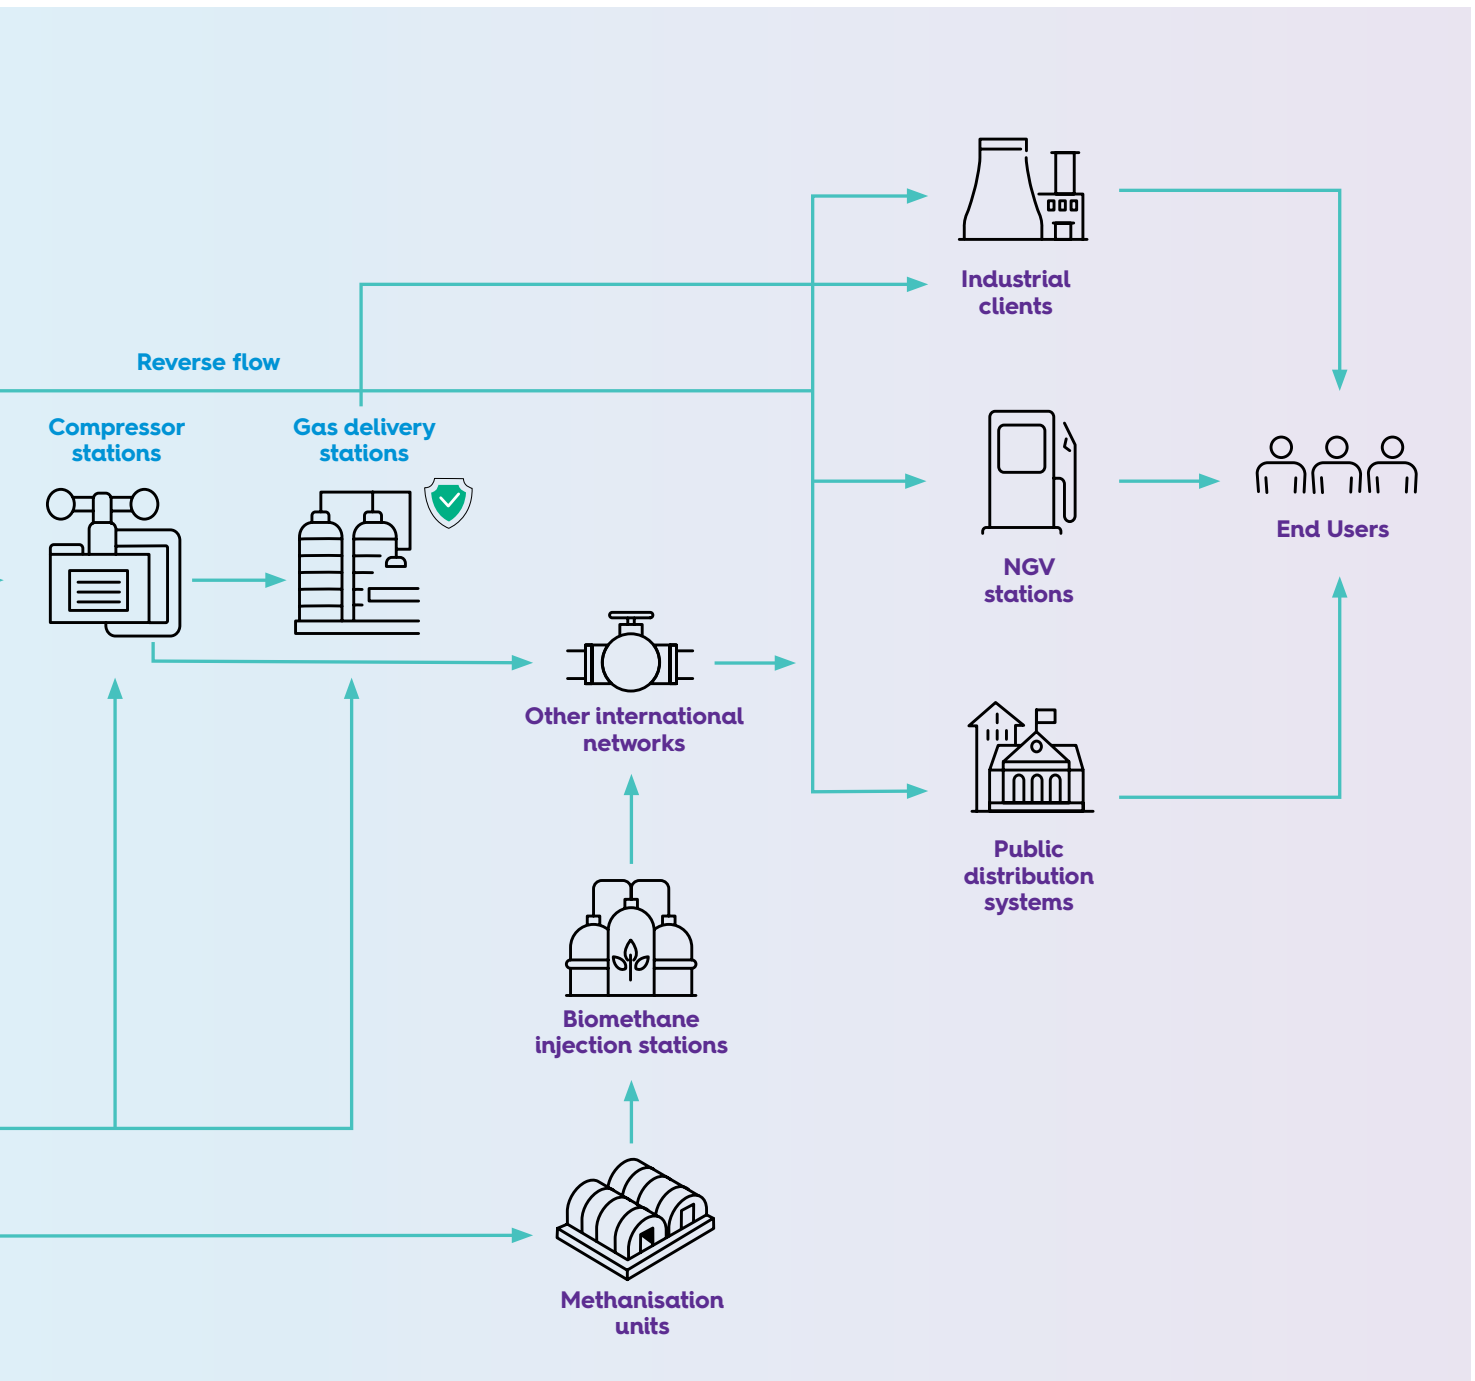 Industrial
clients
Reverse flow
Compressor
stations
Gas delivery
stations
End Users
NGV
stations
Other international
networks
Public
distribution
systems
Biomethane
injection stations
Methanisation
units